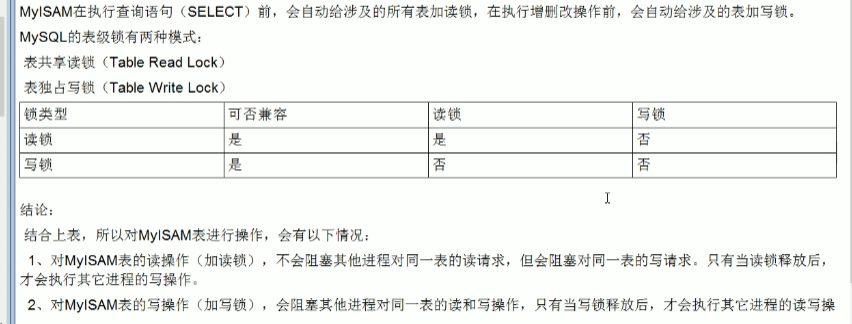 MyISAM在执行查询语句（SELECT）前，会自动给涉及的所有表加读锁，在执行增删改操作前，会自动给涉及的表加写锁。
MySQL的表级锁有两种模式：
表共享读锁（Table Read Lock）
表独占写锁（Table Write Lock）
锁类型 可否兼容 读锁 写锁
读锁 是 是 否
写锁 是 否 否
结论：
结合上表，所以对MyISAM表进行操作，会有以下情况：
1、对MyISAM表的读操作（加读锁），不会阻塞其他进程对同一表的读请求，但会阻塞对同一表的写请求。只有当读锁释放后，
才会执行其它进程的写操作。
2、对MyISAM表的写操作（加写锁），会阻塞其他进程对同一表的读和写操作，只有当写锁释放后，才会执行其它进程的读写操